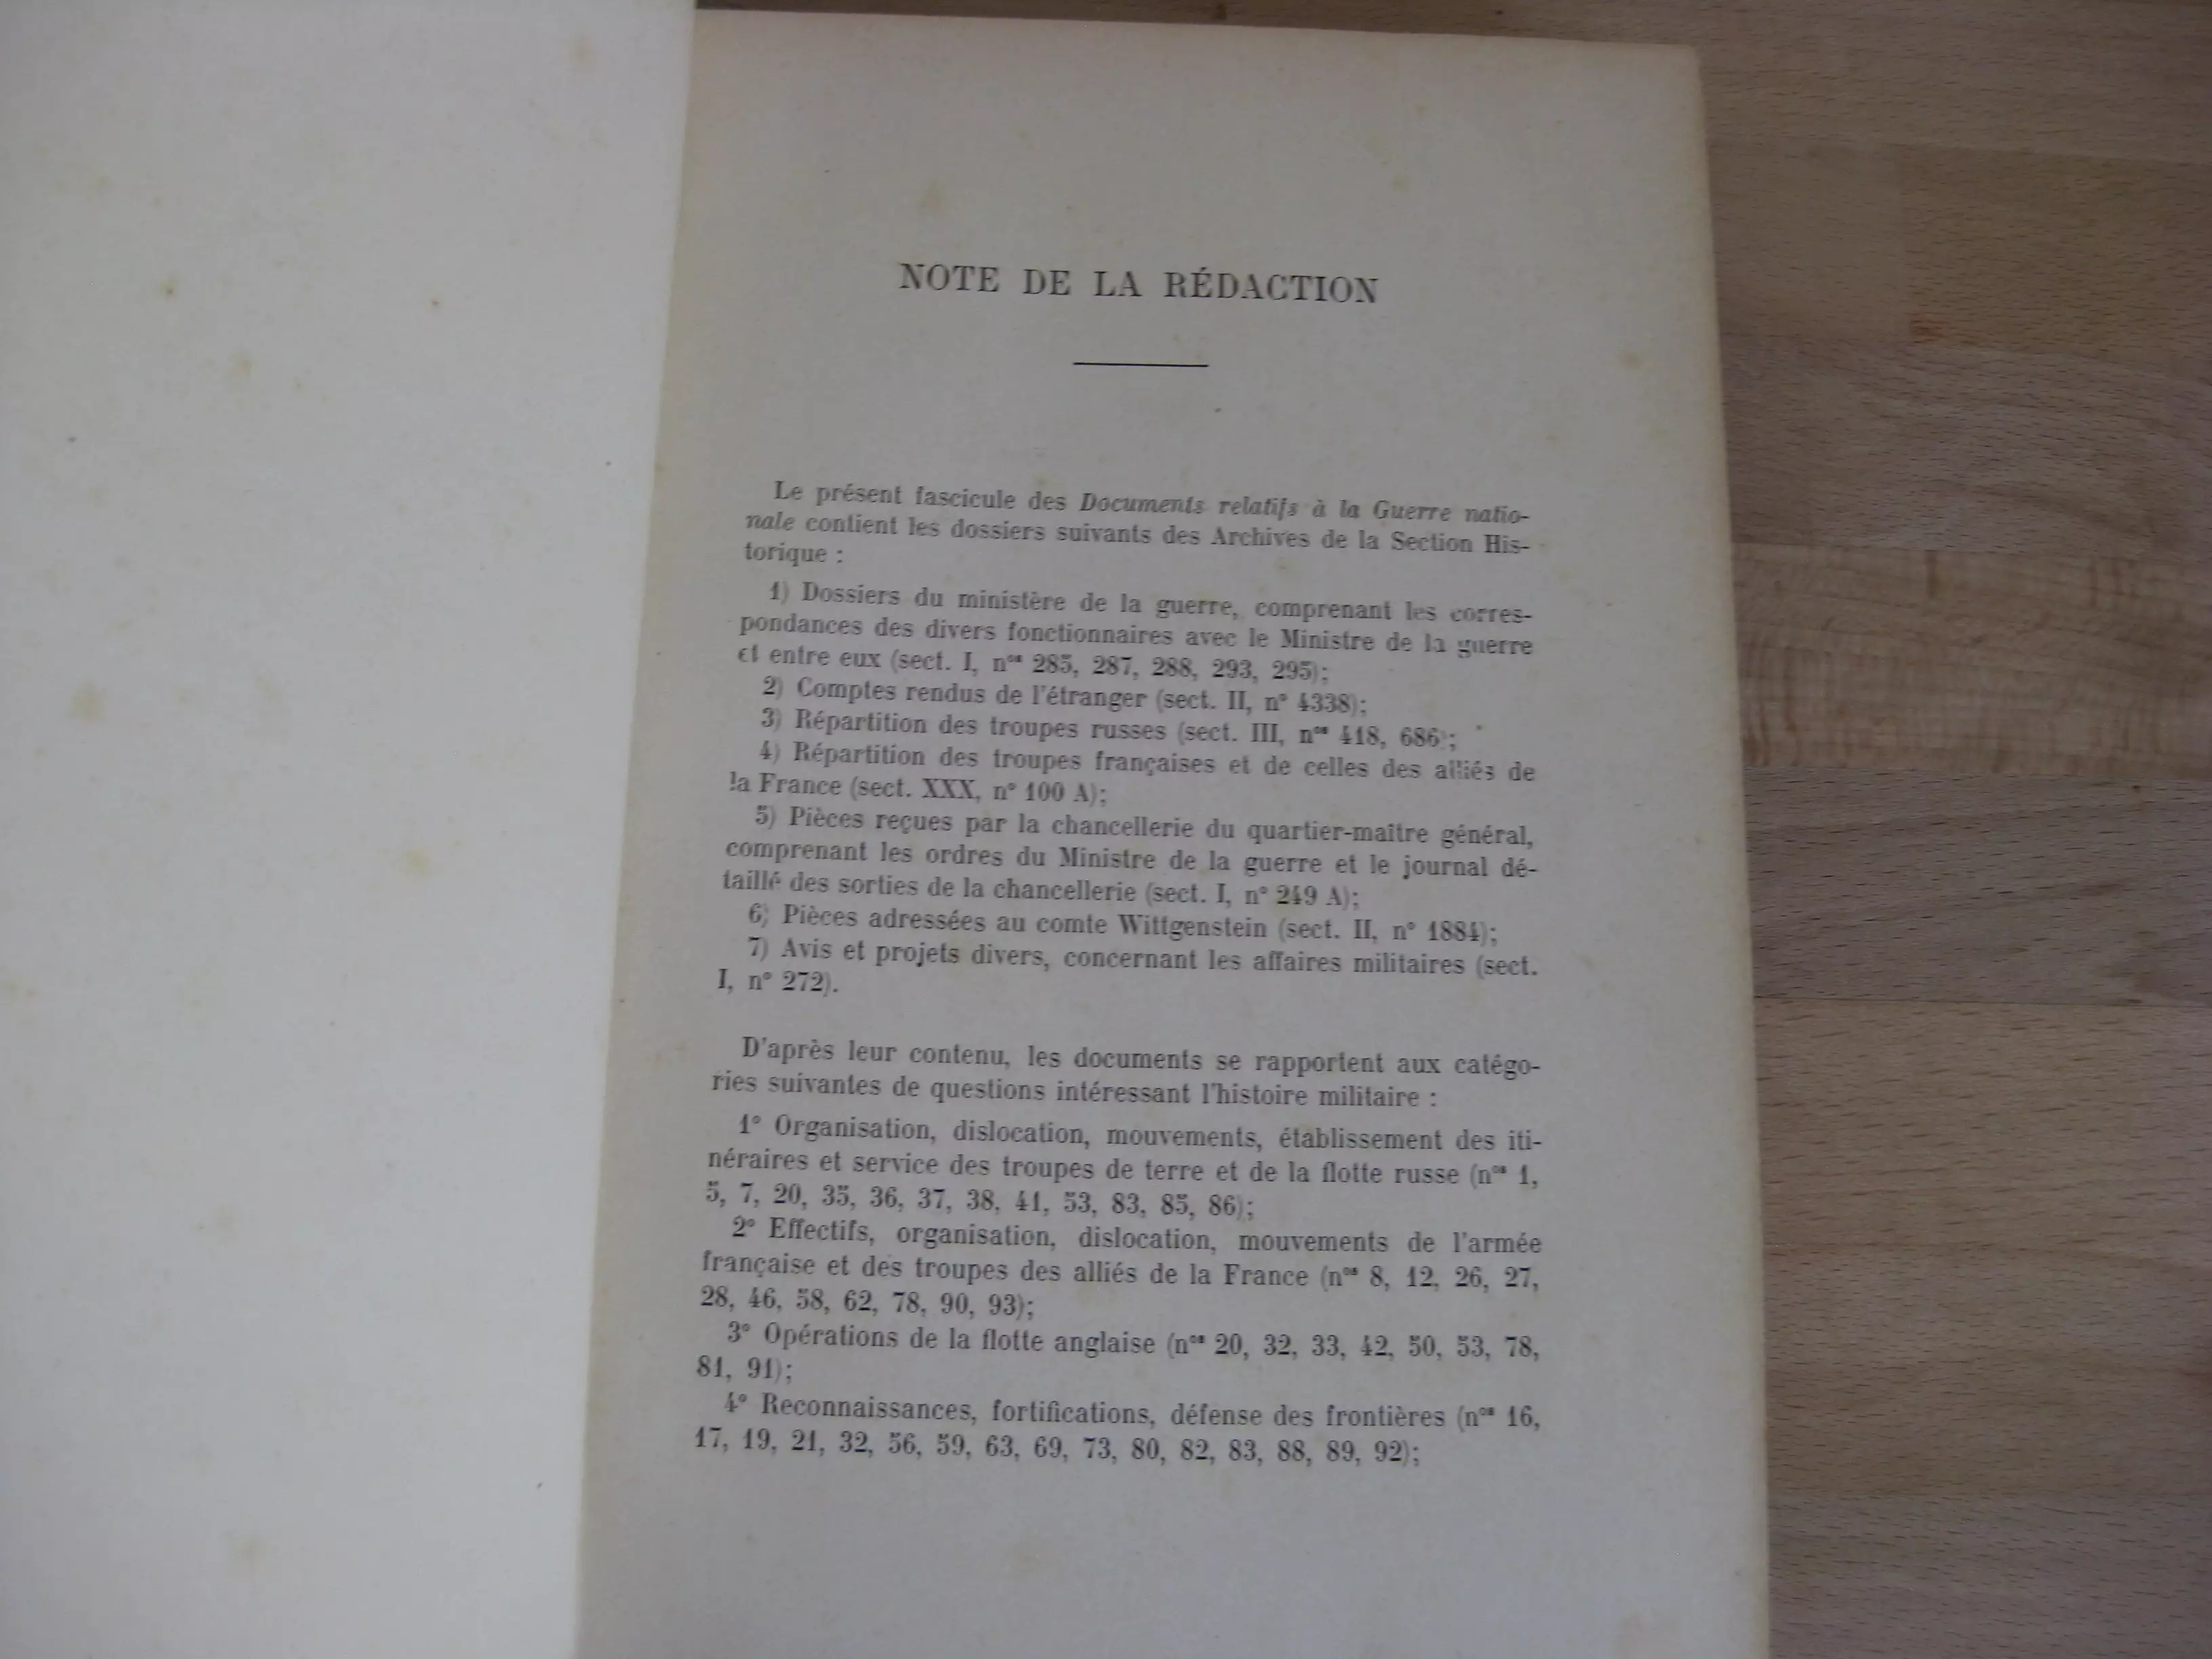 NOTE DE LA RÉDACTION
Le présent fascicule des Documents relatifs à la Guerre natio-
nale contient les dossiers suivants des Archives de la Section His-
torique :
1) Dossiers du ministère de la guerre, comprenant les corres-
pondances des divers fonctionnaires avec le Ministre de la guerre
et entre eux (sect. I, nos 285, 287, 288, 293, 295);
2) Comptes rendus de l'étranger (sect. II, n° 4338);
3) Répartition des troupes russes (sect. III, nos 418, 686);
4) Répartition des troupes françaises et de celles des alliés de
la France (sect. XXX, n° 100 A);
5) Pièces reçues par la chancellerie du quartier-maître général,
comprenant les ordres du Ministre de la guerre et le journal dé-
taillé des sorties de la chancellerie (sect. I, n° 249 A);
6) Pièces adressées au comte Wittgenstein (sect. II, n° 1884);
7) Avis et projets divers, concernant les affaires militaires (sect.
I, n° 272).
D'après leur contenu, les documents se rapportent aux catégo-
ries suivantes de questions intéressant l'histoire militaire :
1° Organisation, dislocation, mouvements, établissement des iti-
néraires et service des troupes de terre et de la flotte russe (nos 1,
5, 7, 20, 35, 36, 37, 38, 41, 53, 83, 85, 86);
2° Effectifs, organisation, dislocation, mouvements de l'armée
française et des troupes des alliés de la France (nos 8, 12, 26, 27,
28, 46, 58, 62, 78, 90, 93);
3° Opérations de la flotte anglaise (nos 20, 32, 33, 42, 50, 53, 78,
81, 91);
4° Reconnaissances, fortifications, défense des frontières (nos 16,
17, 19, 21, 32, 56, 59, 63, 69, 73, 80, 82, 83, 88, 89, 92);